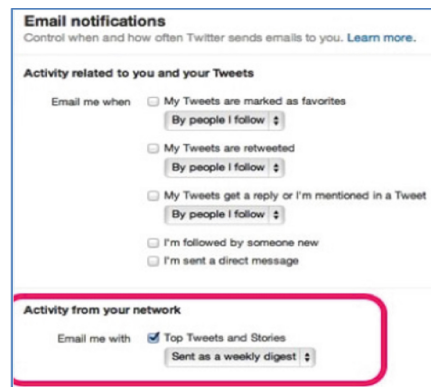 Email notifications
Control when and how often Twitter sends emails to you. Learn more.
Activity related to you and your Tweets
Email me when My Tweets are marked as favorites
By people I follow
My Tweets are retweeted
By people I follow
My Tweets get a reply or I'm mentioned in a Tweet
By people I follow
I'm followed by someone new
I'm sent a direct message
Activity from your network
Email me with Top Tweets and Stories
Sent as a weekly digest